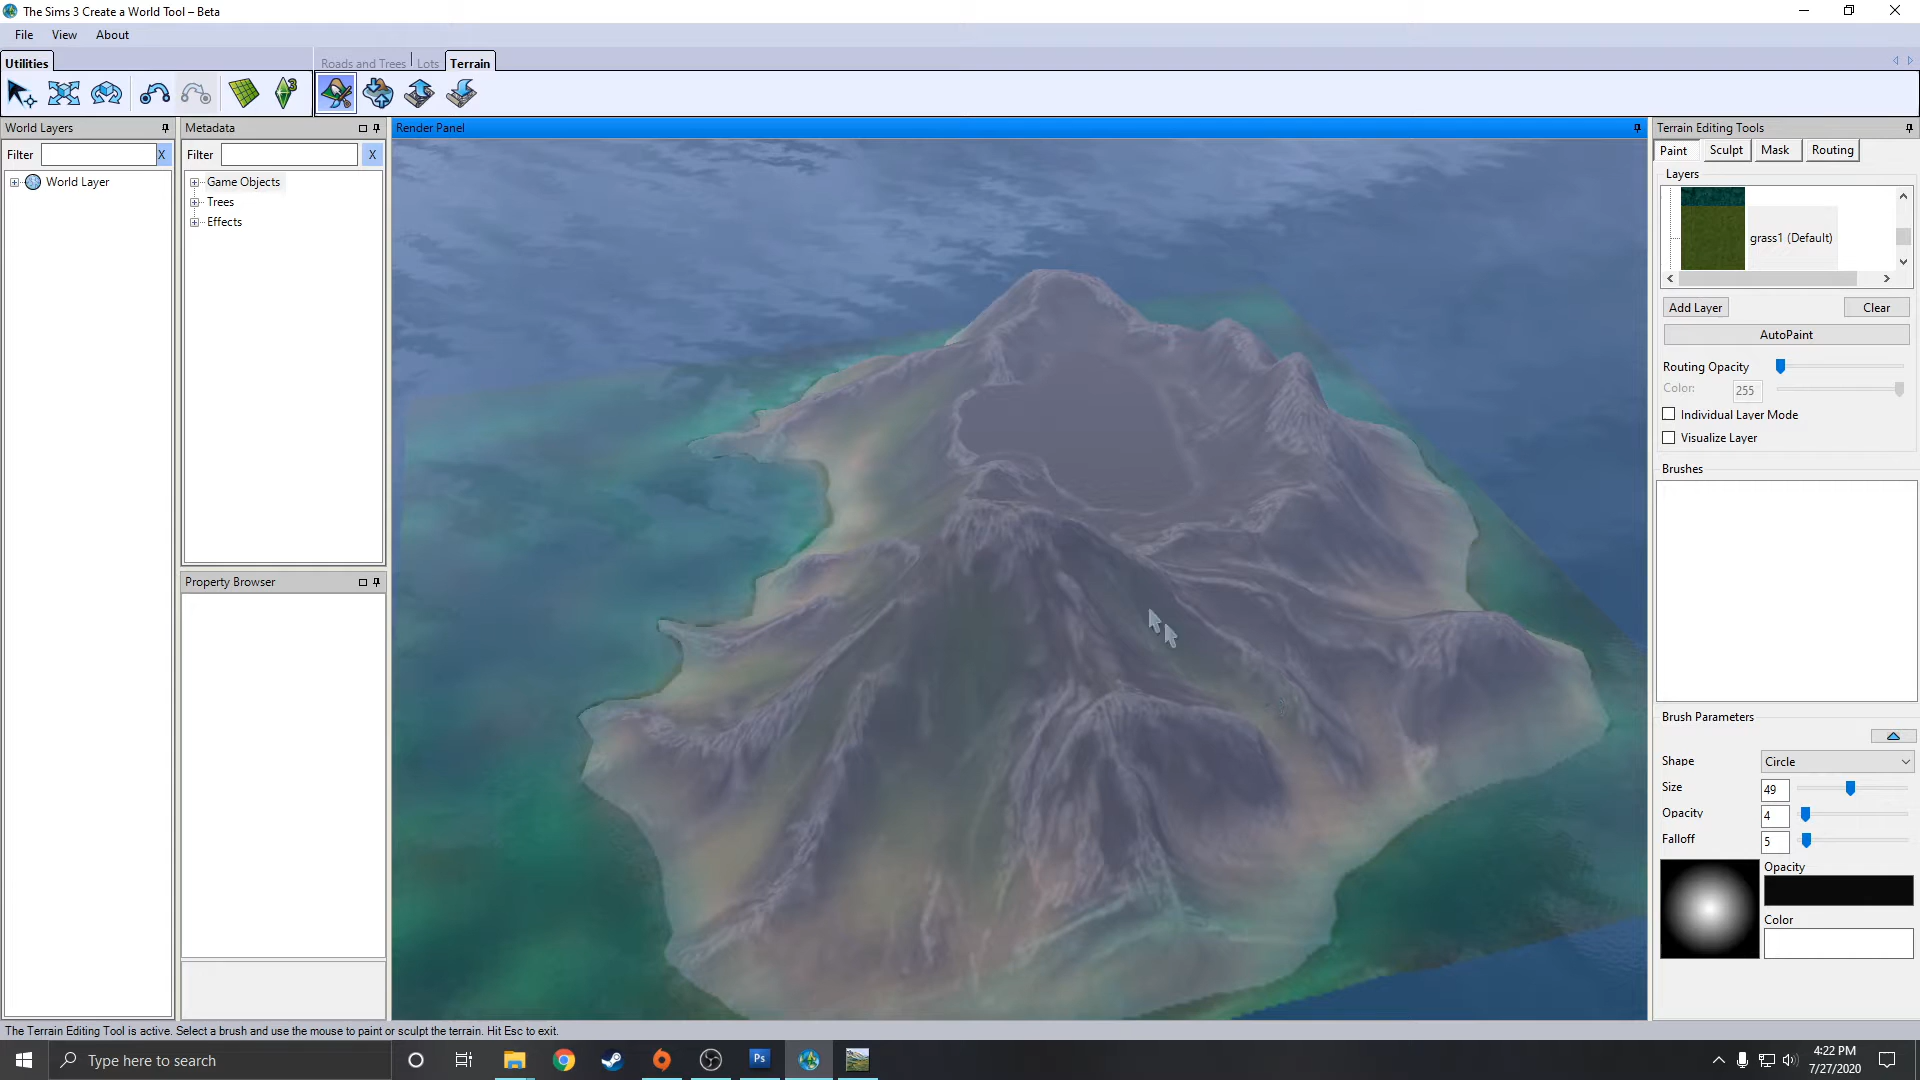 The Sims 3 Create a World Tool – Beta
File View About
Utilities
Roads and Trees Lots Terrain
World Layers
Filter X
World Layer
Metadata
Filter X
Game Objects
Trees
Effects
Property Browser
Render Panel
Terrain Editing Tools
Paint Sculpt Mask Routing
Layers
grass1 (Default)
Add Layer Clear
AutoPaint
Routing Opacity
Color: 255
Individual Layer Mode
Visualize Layer
Brushes
Brush Parameters
Shape Circle
Size 49
Opacity 4
Falloff 5
Opacity
Color
The Terrain Editing Tool is active. Select a brush and use the mouse to paint or sculpt the terrain. Hit Esc to exit.
Type here to search
Ps
4:22 PM
7/27/2020